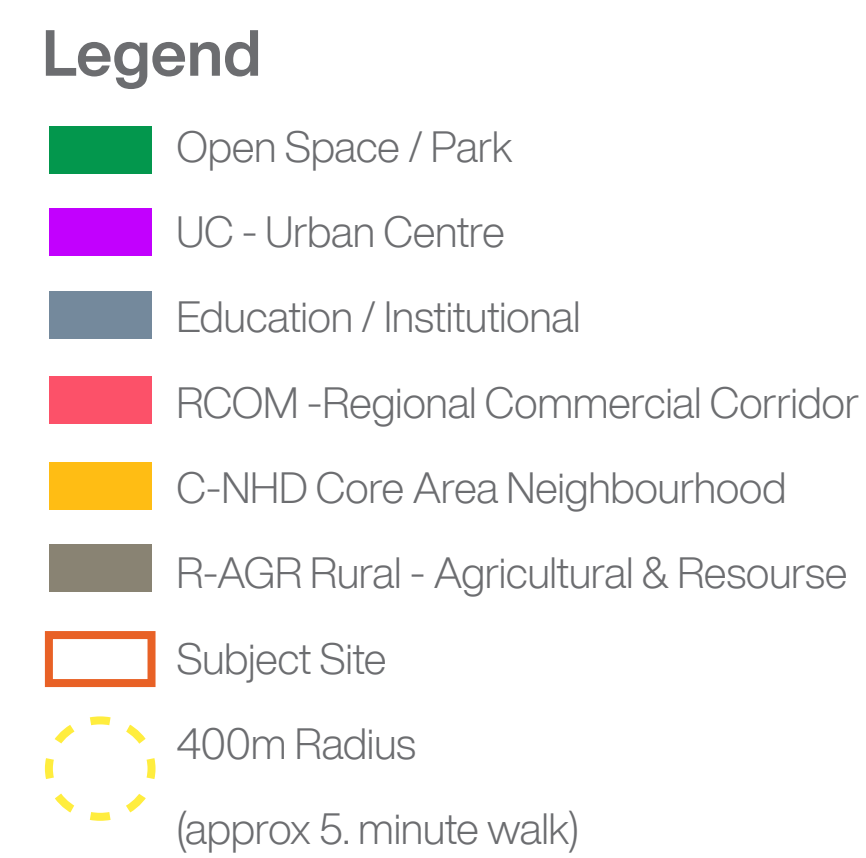 Legend
Open Space / Park
UC - Urban Centre
Education / Institutional
RCOM -Regional Commercial Corridor
C-NHD Core Area Neighbourhood
R-AGR Rural - Agricultural & Resourse
Subject Site
400m Radius
(approx 5. minute walk)